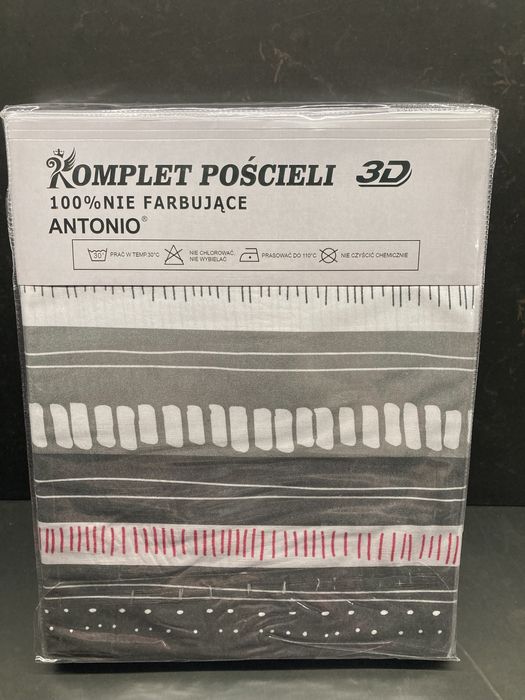 KOMPLET POŚCIELI 3D
100%NIE FARBUJĄCE
ANTONIO®
30° PRAĆ W TEMP.30°C NIE CHLOROWAĆ, NIE WYBIELAĆ PRASOWAĆ DO 110°C NIE CZYŚCIĆ CHEMICZNIE